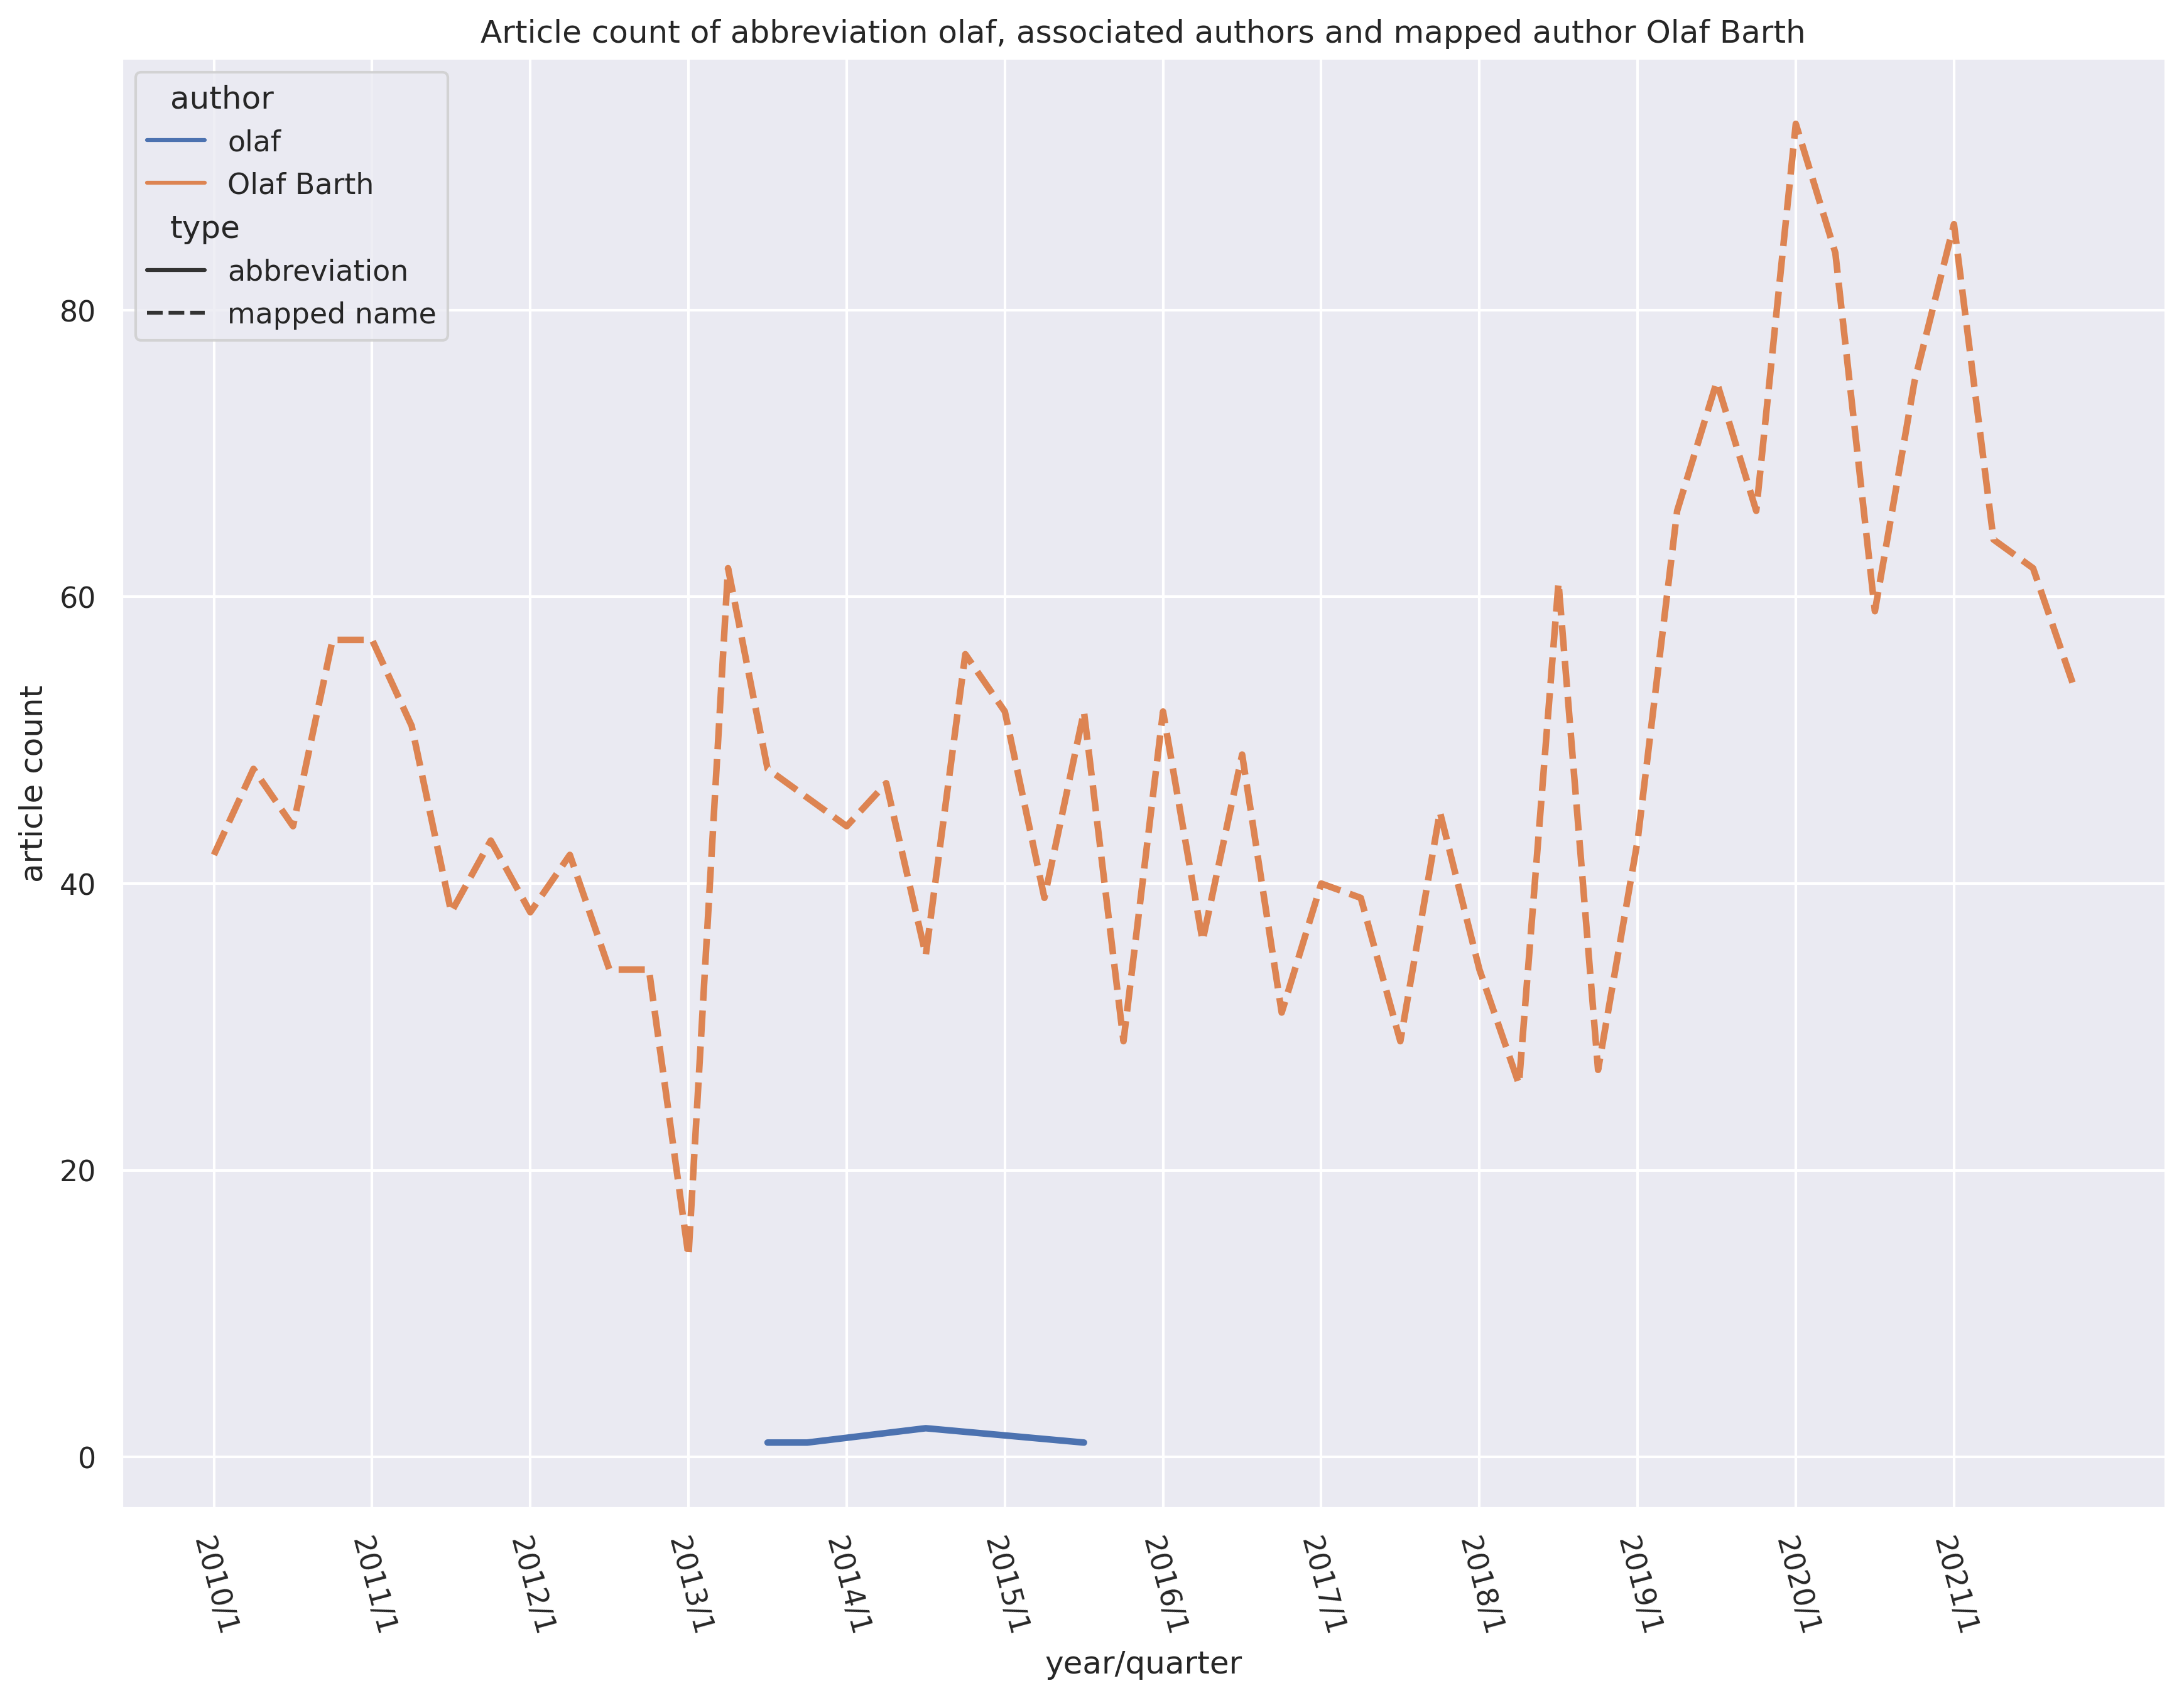 Article count of abbreviation olaf, associated authors and mapped author Olaf Barth
author
olaf
Olaf Barth
type
abbreviation
mapped name
article count
80
60
40
20
0
2010/1
2011/1
2012/1
2013/1
2014/1
2015/1
2016/1
2017/1
2018/1
2019/1
2020/1
2021/1
year/quarter